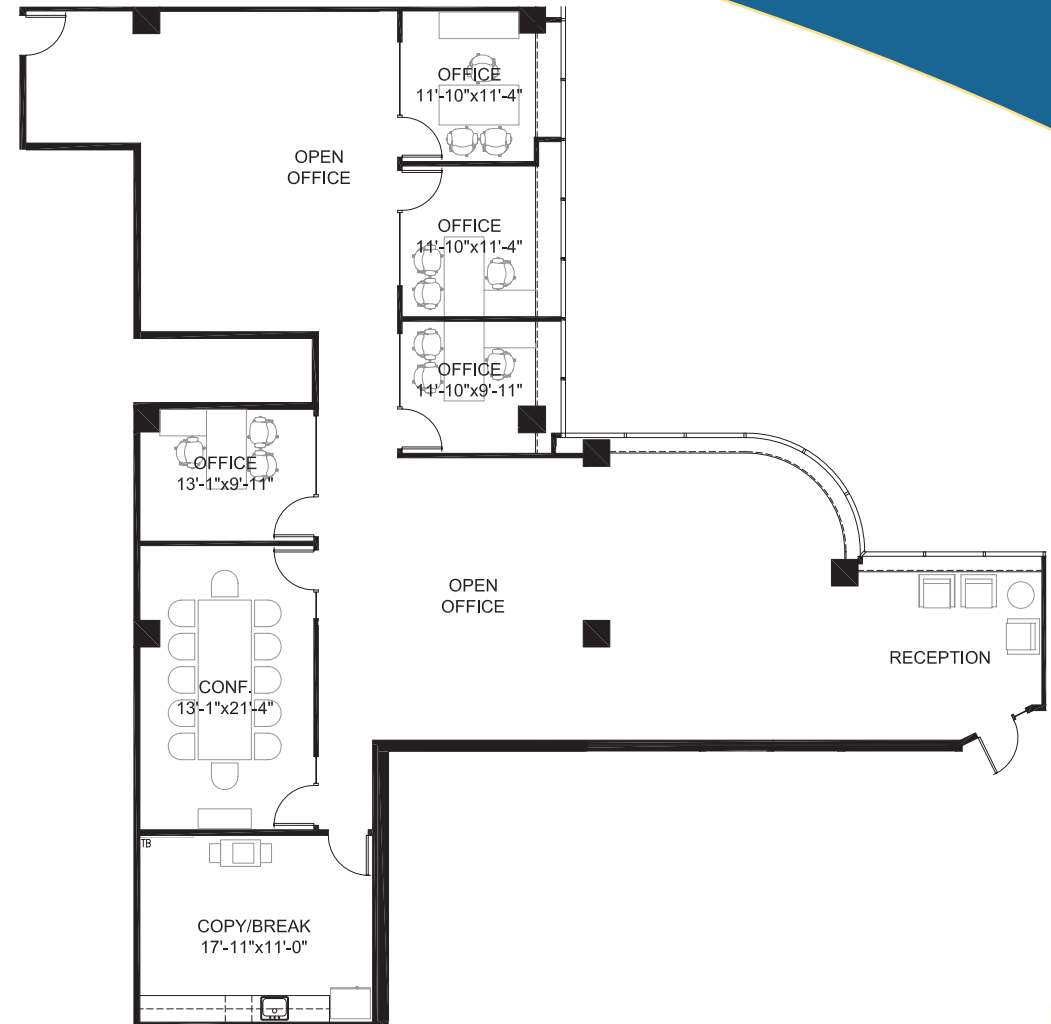 OFFICE
11'-10"x11'-4"
OPEN
OFFICE
OFFICE
11'-10"x11'-4"
OFFICE
11'-10"x9'-11"
OFFICE
13'-1"x9'-11"
OPEN
OFFICE
RECEPTION
CONF.
13'-1"x21'-4"
TB
COPY/BREAK
17'-11"x11'-0"